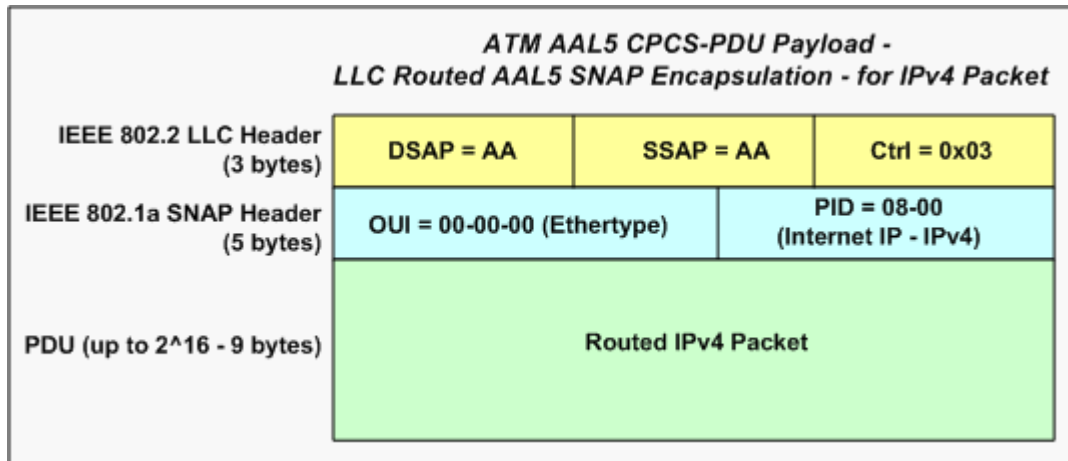 ATM AAL5 CPCS-PDU Payload -
LLC Routed AAL5 SNAP Encapsulation - for IPv4 Packet
IEEE 802.2 LLC Header
(3 bytes)
DSAP = AA
SSAP = AA
Ctrl = 0x03
IEEE 802.1a SNAP Header
(5 bytes)
OUI = 00-00-00 (Ethertype)
PID = 08-00
(Internet IP - IPv4)
PDU (up to 2^16 - 9 bytes)
Routed IPv4 Packet